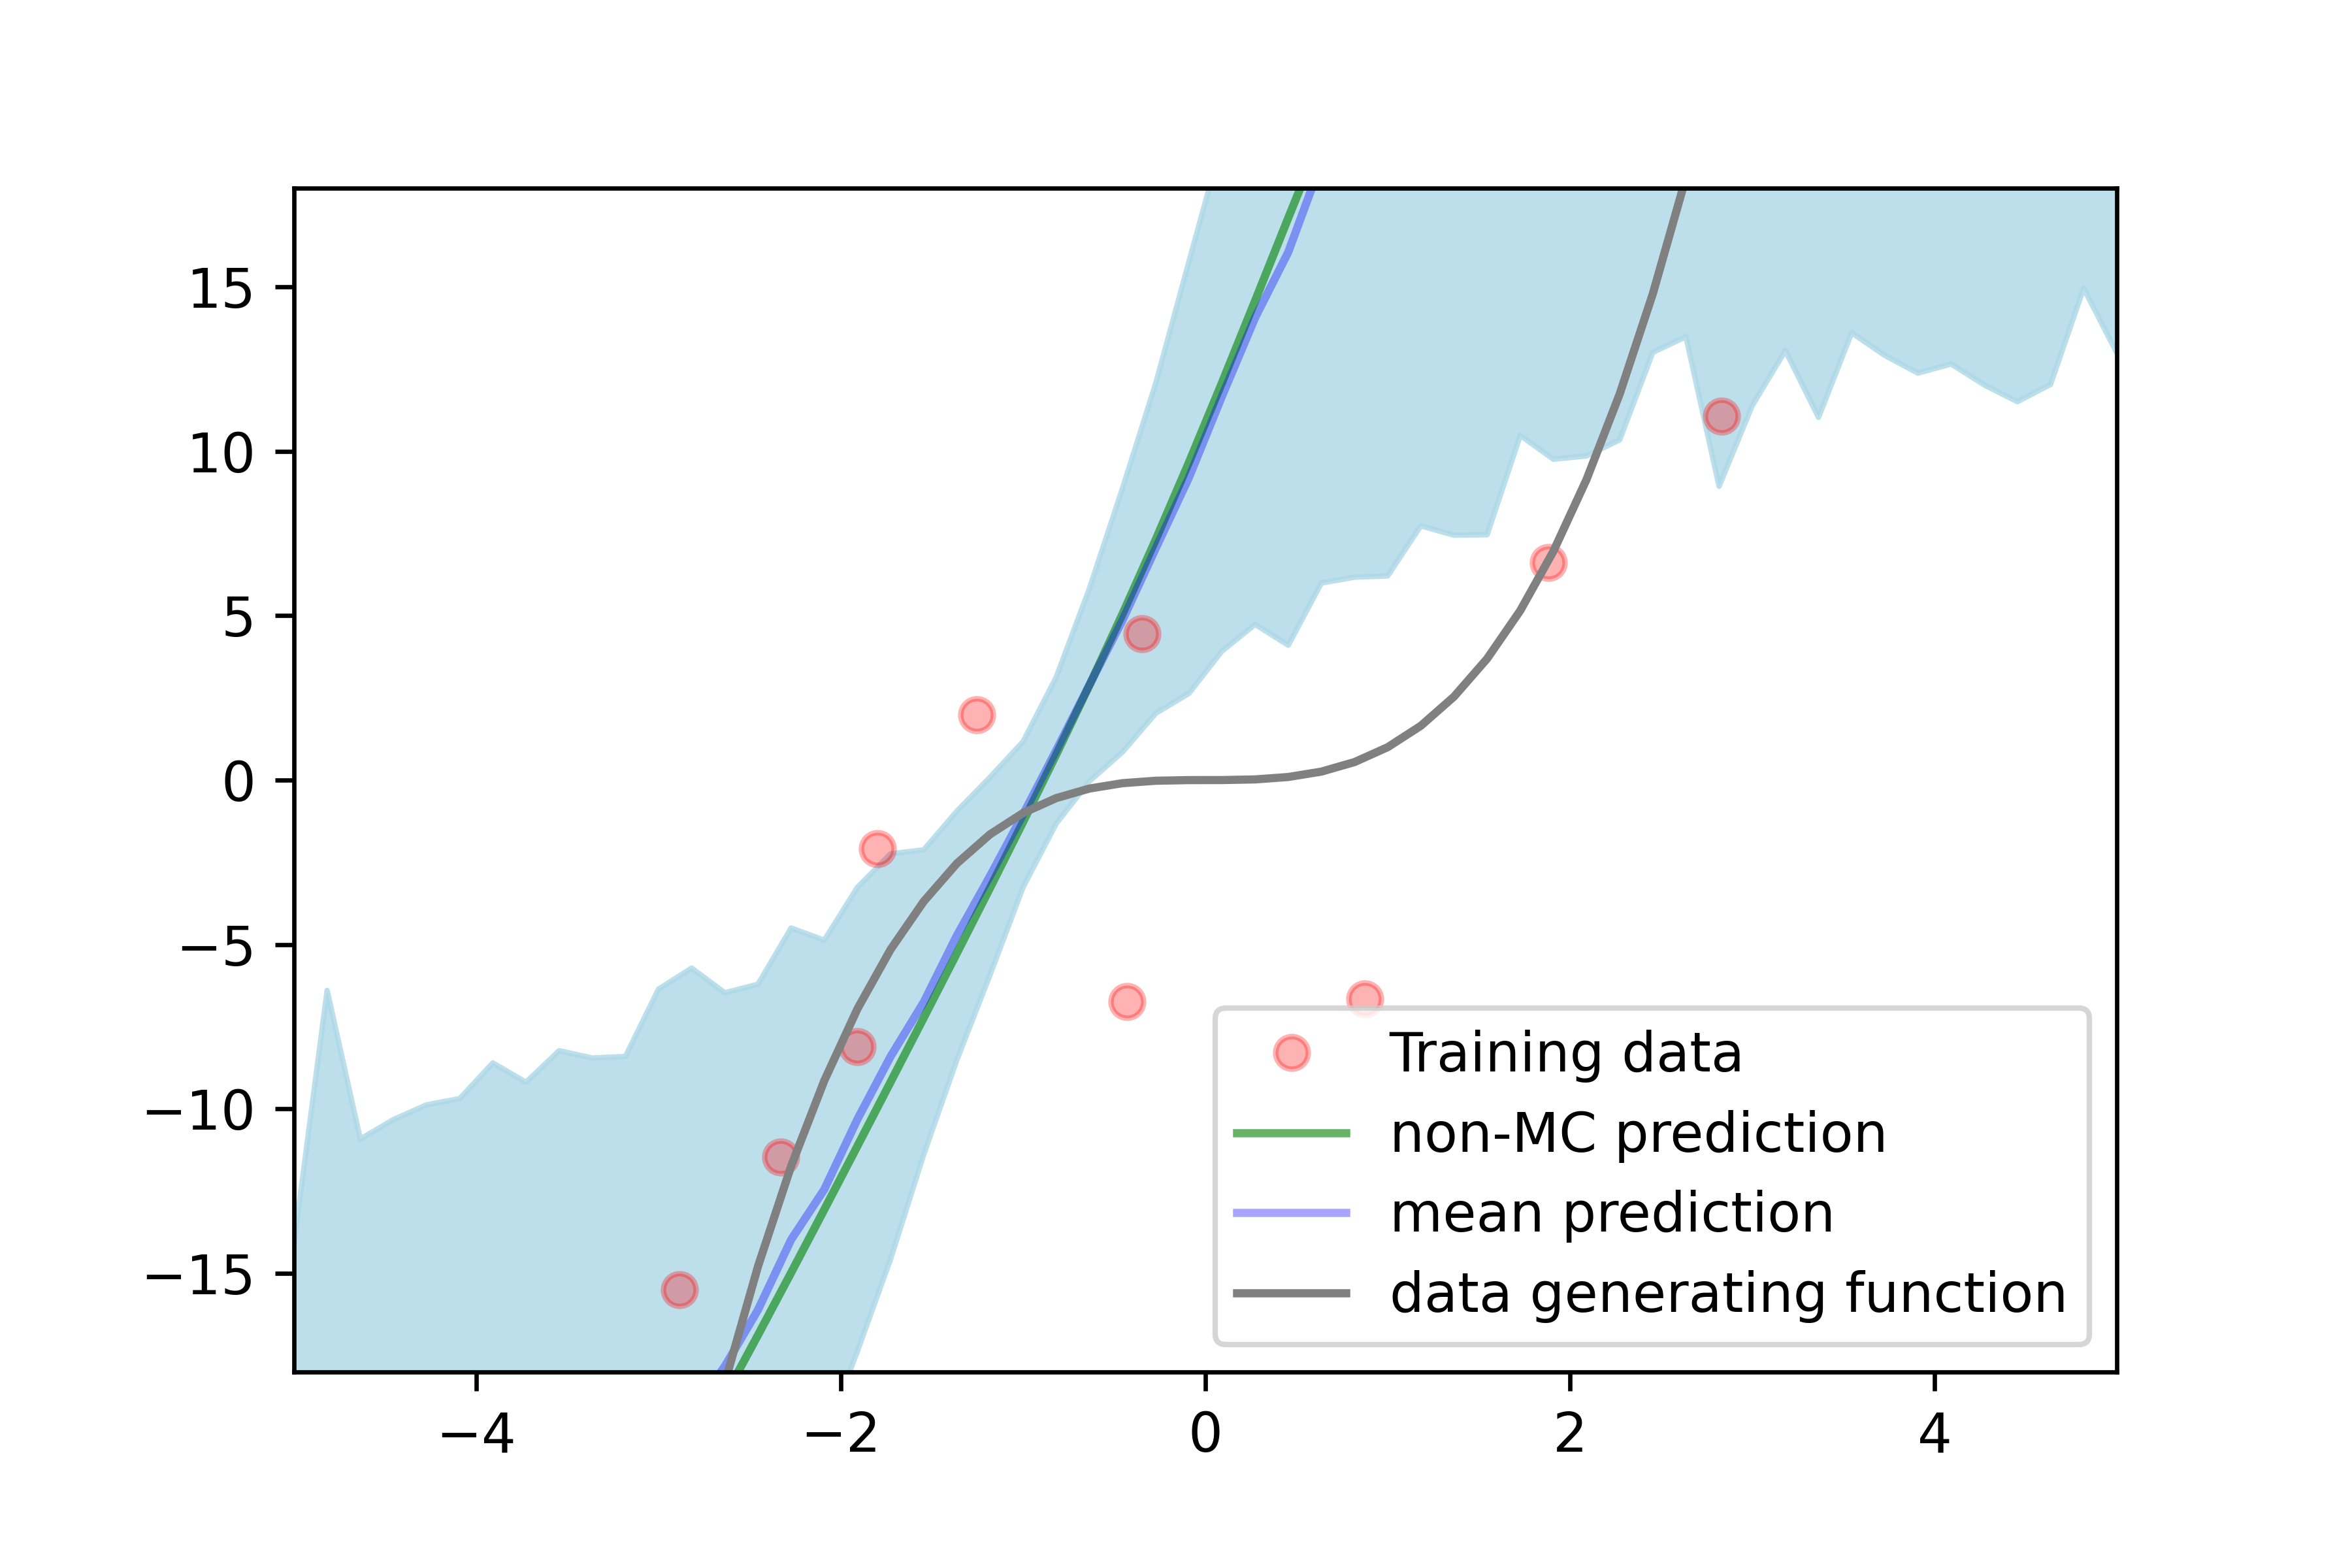 15
10
5
0
−5
−10
−15
Training data
non-MC prediction
mean prediction
data generating function
−4 −2 0 2 4